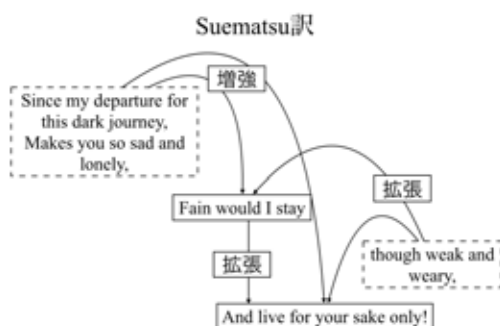 Suematsu訳
増強
Since my departure for
this dark journey,
Makes you so sad and
lonely,
拡張
Fain would I stay
拡張
though weak and
weary,
And live for your sake only!